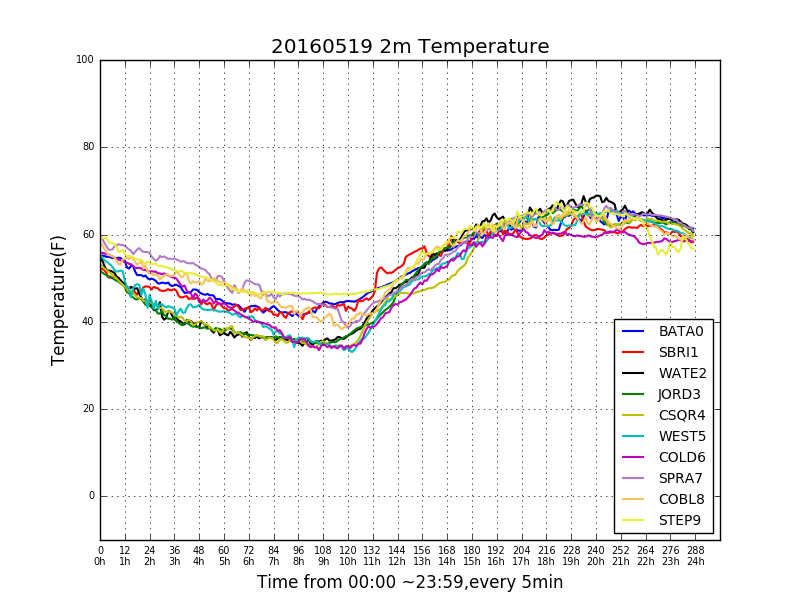 20160519 2m Temperature
100
80
60
40
20
0
Temperature(F)
BATA0
SBRI1
WATE2
JORD3
CSQR4
WEST5
COLD6
SPRA7
COBL8
STEP9
0 12 24 36 48 60 72 84 96 108 120 132 144 156 168 180 192 204 216 228 240 252 264 276 288
0h 1h 2h 3h 4h 5h 6h 7h 8h 9h 10h 11h 12h 13h 14h 15h 16h 17h 18h 19h 20h 21h 22h 23h 24h
Time from 00:00 ~23:59,every 5min